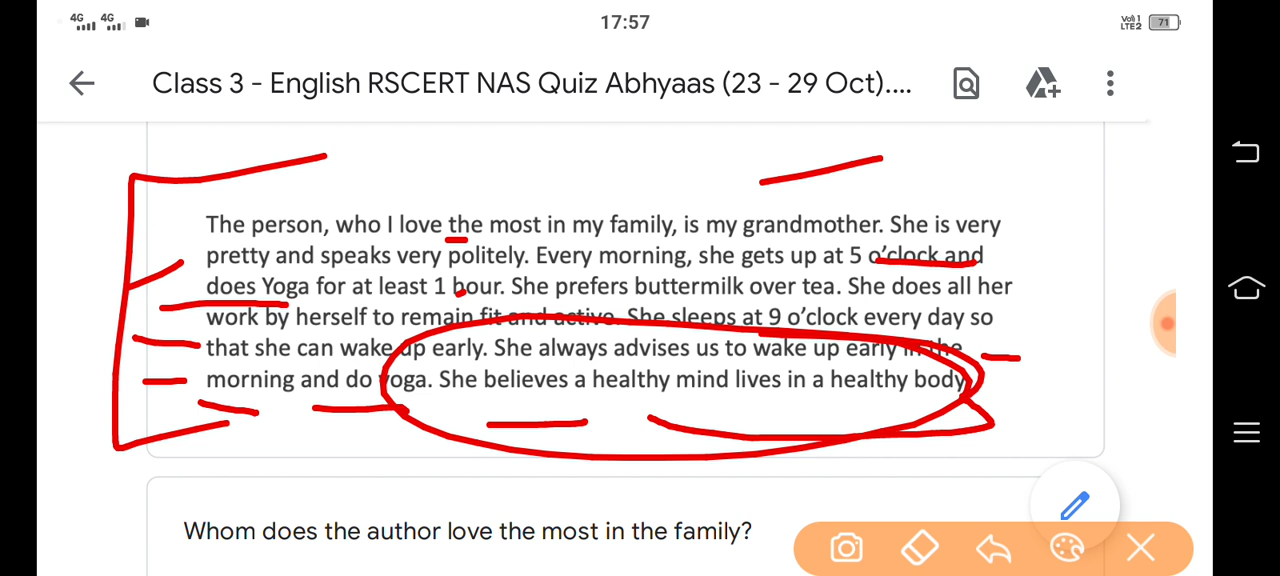 4G 4G 17:57 Vo) 1 LTE2 71
Class 3 - English RSCERT NAS Quiz Abhyaas (23 - 29 Oct)....
The person, who I love the most in my family, is my grandmother. She is very
pretty and speaks very politely. Every morning, she gets up at 5 o'clock and
does Yoga for at least 1 hour. She prefers buttermilk over tea. She does all her
work by herself to remain fit and active. She sleeps at 9 o'clock every day so
that she can wake up early. She always advises us to wake up early in the
morning and do yoga. She believes a healthy mind lives in a healthy body
Whom does the author love the most in the family?